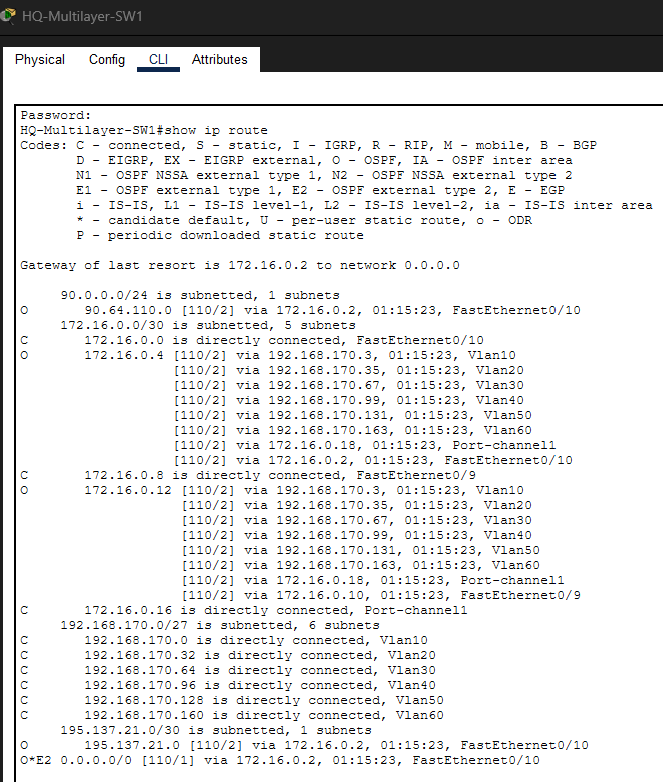 HQ-Multilayer-SW1
Physical Config CLI Attributes
Password:
HQ-Multilayer-SW1#show ip route
Codes: C - connected, S - static, I - IGRP, R - RIP, M - mobile, B - BGP
       D - EIGRP, EX - EIGRP external, O - OSPF, IA - OSPF inter area
       N1 - OSPF NSSA external type 1, N2 - OSPF NSSA external type 2
       E1 - OSPF external type 1, E2 - OSPF external type 2, E - EGP
       i - IS-IS, L1 - IS-IS level-1, L2 - IS-IS level-2, ia - IS-IS inter area
       * - candidate default, U - per-user static route, o - ODR
       P - periodic downloaded static route
Gateway of last resort is 172.16.0.2 to network 0.0.0.0
     90.0.0.0/24 is subnetted, 1 subnets
O       90.64.110.0 [110/2] via 172.16.0.2, 01:15:23, FastEthernet0/10
     172.16.0.0/30 is subnetted, 5 subnets
C       172.16.0.0 is directly connected, FastEthernet0/10
O       172.16.0.4 [110/2] via 192.168.170.3, 01:15:23, Vlan10
                   [110/2] via 192.168.170.35, 01:15:23, Vlan20
                   [110/2] via 192.168.170.67, 01:15:23, Vlan30
                   [110/2] via 192.168.170.99, 01:15:23, Vlan40
                   [110/2] via 192.168.170.131, 01:15:23, Vlan50
                   [110/2] via 192.168.170.163, 01:15:23, Vlan60
                   [110/2] via 172.16.0.18, 01:15:23, Port-channel1
                   [110/2] via 172.16.0.2, 01:15:23, FastEthernet0/10
C       172.16.0.8 is directly connected, FastEthernet0/9
O       172.16.0.12 [110/2] via 192.168.170.3, 01:15:23, Vlan10
                    [110/2] via 192.168.170.35, 01:15:23, Vlan20
                    [110/2] via 192.168.170.67, 01:15:23, Vlan30
                    [110/2] via 192.168.170.99, 01:15:23, Vlan40
                    [110/2] via 192.168.170.131, 01:15:23, Vlan50
                    [110/2] via 192.168.170.163, 01:15:23, Vlan60
                    [110/2] via 172.16.0.18, 01:15:23, Port-channel1
                    [110/2] via 172.16.0.10, 01:15:23, FastEthernet0/9
C       172.16.0.16 is directly connected, Port-channel1
     192.168.170.0/27 is subnetted, 6 subnets
C       192.168.170.0 is directly connected, Vlan10
C       192.168.170.32 is directly connected, Vlan20
C       192.168.170.64 is directly connected, Vlan30
C       192.168.170.96 is directly connected, Vlan40
C       192.168.170.128 is directly connected, Vlan50
C       192.168.170.160 is directly connected, Vlan60
     195.137.21.0/30 is subnetted, 1 subnets
O       195.137.21.0 [110/2] via 172.16.0.2, 01:15:23, FastEthernet0/10
O*E2 0.0.0.0/0 [110/1] via 172.16.0.2, 01:15:23, FastEthernet0/10